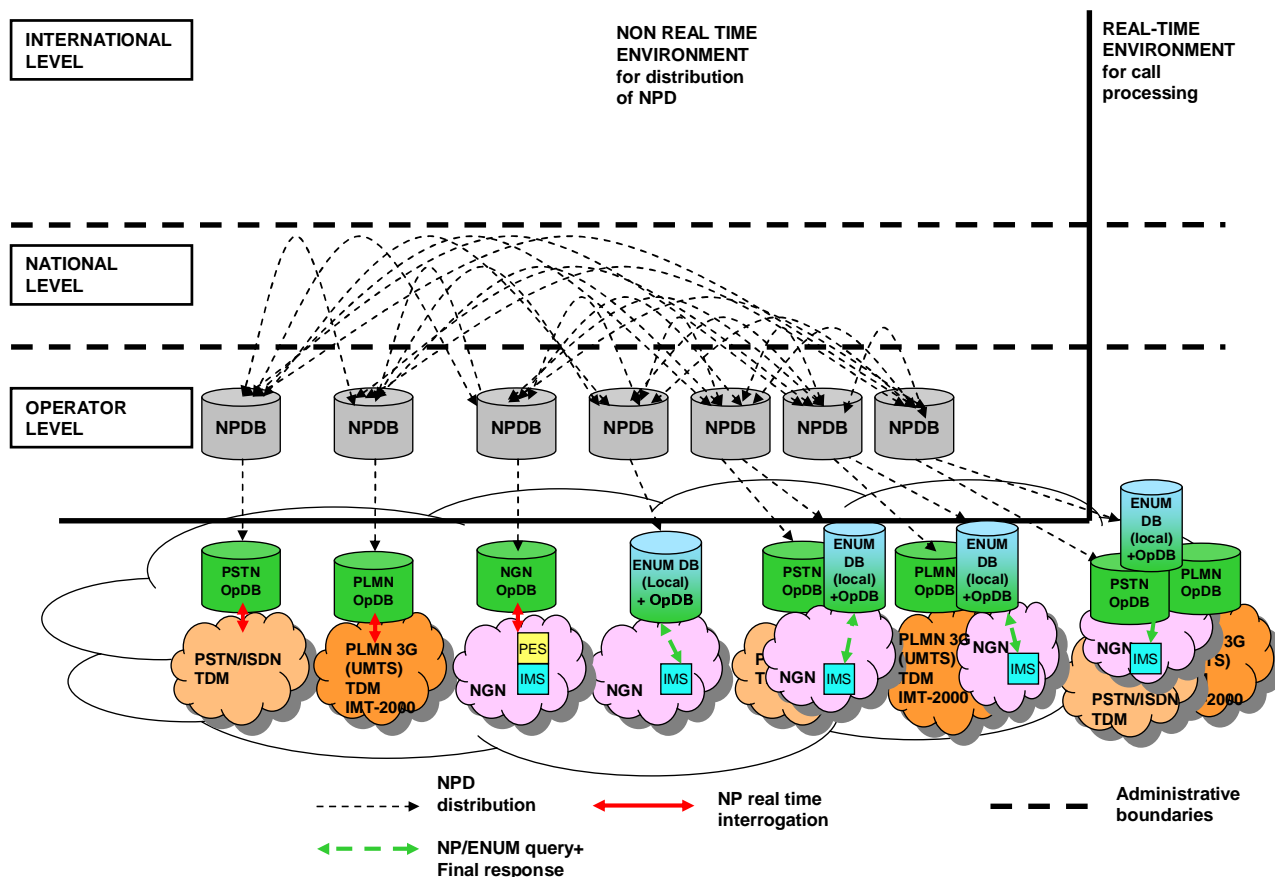 INTERNATIONAL
LEVEL
NON REAL TIME
ENVIRONMENT
for distribution
of NPD
REAL-TIME
ENVIRONMENT
for call
processing
NATIONAL
LEVEL
OPERATOR
LEVEL
NPDB
NPDB
NPDB
NPDB
NPDB
NPDB
NPDB
PSTN
OpDB
PLMN
OpDB
NGN
OpDB
ENUM DB
(Local)
+ OpDB
PSTN
OpDB
ENUM
DB
(local)
+OpDB
PLMN
OpDB
ENUM
DB
(local)
+OpDB
ENUM
DB
(local)
+OpDB
PSTN
OpDB
PLMN
OpDB
PSTN/ISDN
TDM
PLMN 3G
(UMTS)
TDM
IMT-2000
PES
IMS
NGN
IMS
NGN
IMS
NGN
PLMN 3G
(UMTS)
TDM
IMT-2000
NGN
IMS
NGN
IMS
3G
TS)
2000
PSTN/ISDN
TDM
NPD
distribution
NP real time
interrogation
Administrative
boundaries
NP/ENUM query+
Final response